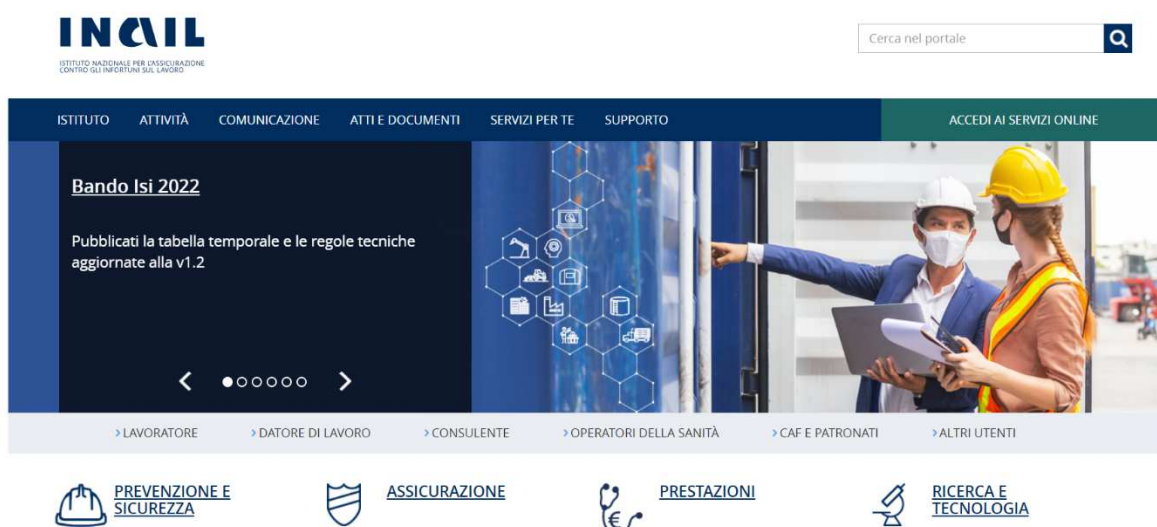 INAIL
ISTITUTO NAZIONALE PER L'ASSICURAZIONE
CONTRO GLI INFORTUNI SUL LAVORO
Cerca nel portale
ISTITUTO ATTIVITÀ COMUNICAZIONE ATTI E DOCUMENTI SERVIZI PER TE SUPPORTO ACCEDI AI SERVIZI ONLINE
Bando Isi 2022
Pubblicati la tabella temporale e le regole tecniche
aggiornate alla v1.2
LAVORATORE DATORE DI LAVORO CONSULENTE OPERATORI DELLA SANITÀ CAF E PATRONATI ALTRI UTENTI
PREVENZIONE E
SICUREZZA
ASSICURAZIONE
PRESTAZIONI
RICERCA E
TECNOLOGIA